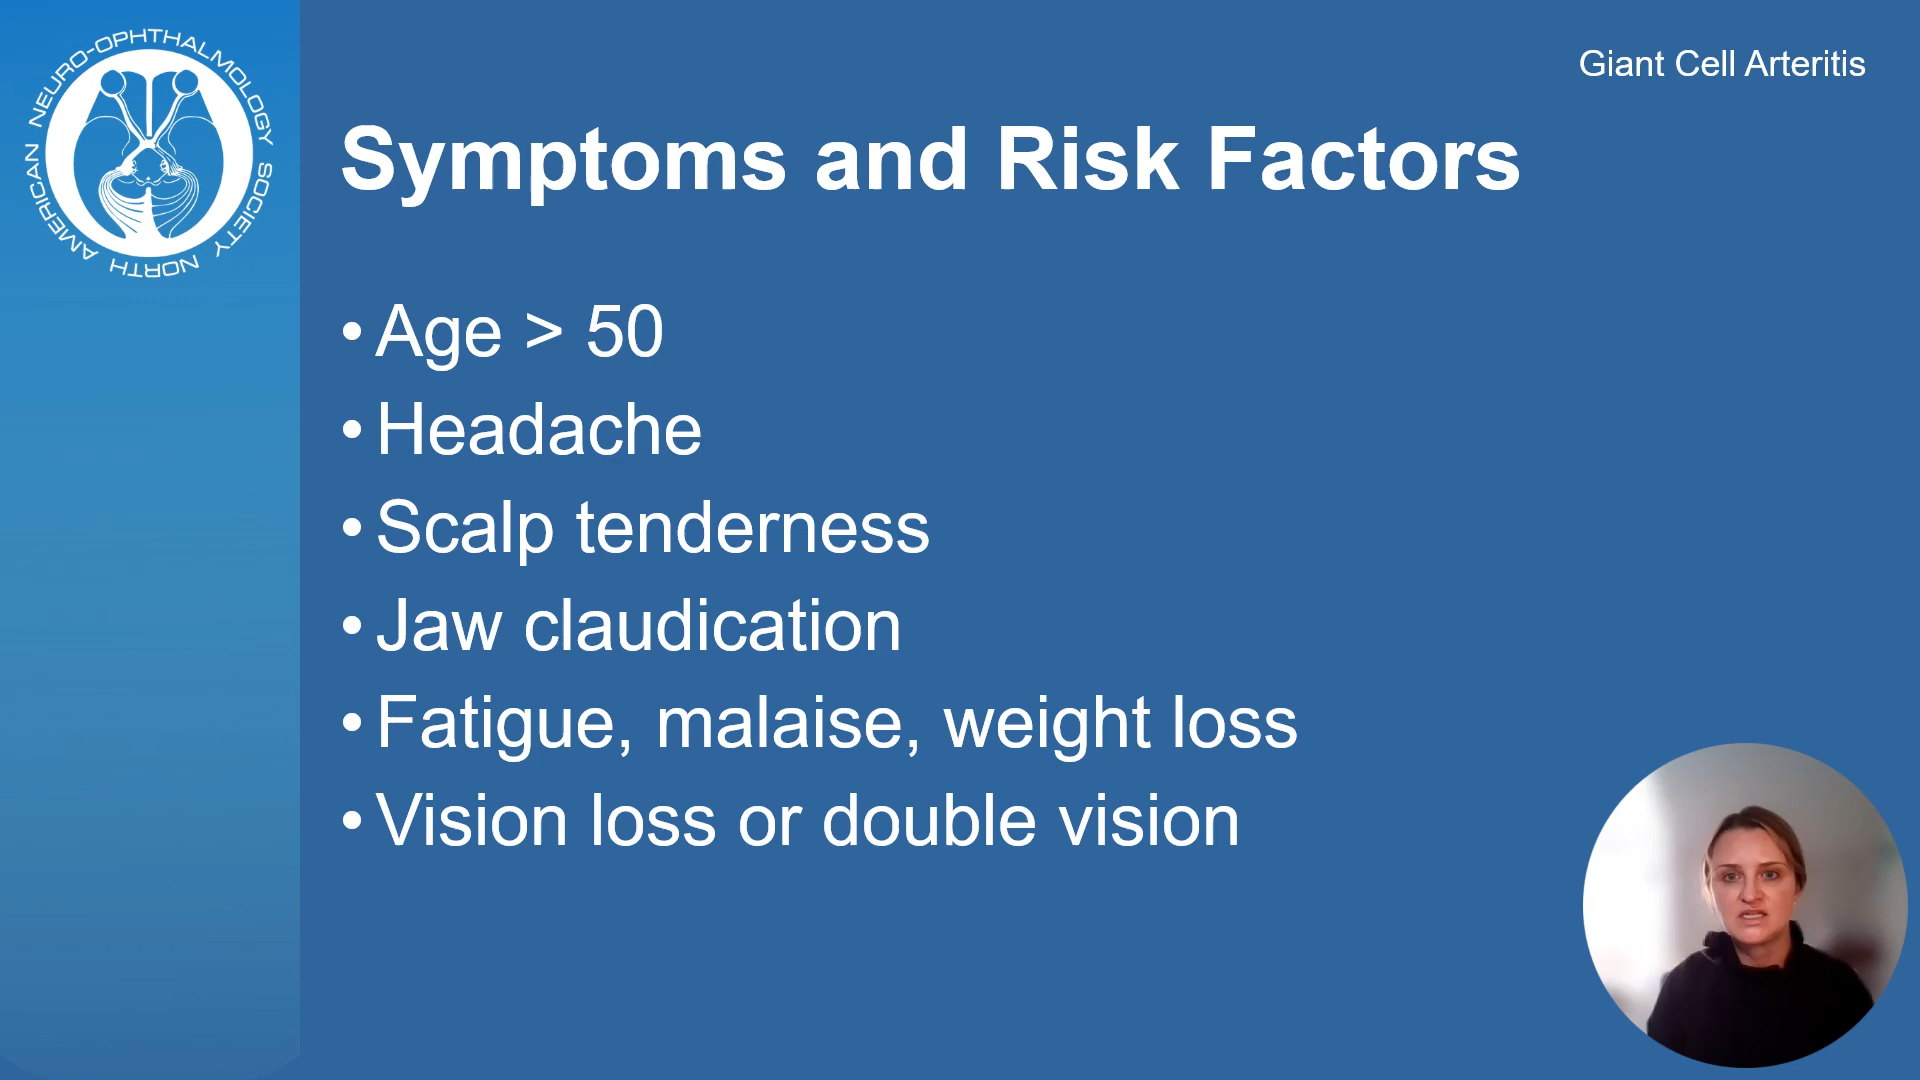 NORTH AMERICAN NEURO-OPHTHALMOLOGY SOCIETY
Giant Cell Arteritis
Symptoms and Risk Factors
• Age > 50
• Headache
• Scalp tenderness
• Jaw claudication
• Fatigue, malaise, weight loss
• Vision loss or double vision